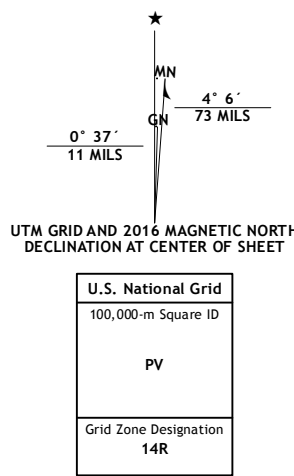 ★
MN
4° 6´
73 MILS
GN
0° 37´
11 MILS
UTM GRID AND 2016 MAGNETIC NORTH
DECLINATION AT CENTER OF SHEET
U.S. National Grid
100,000-m Square ID
PV
Grid Zone Designation
14R